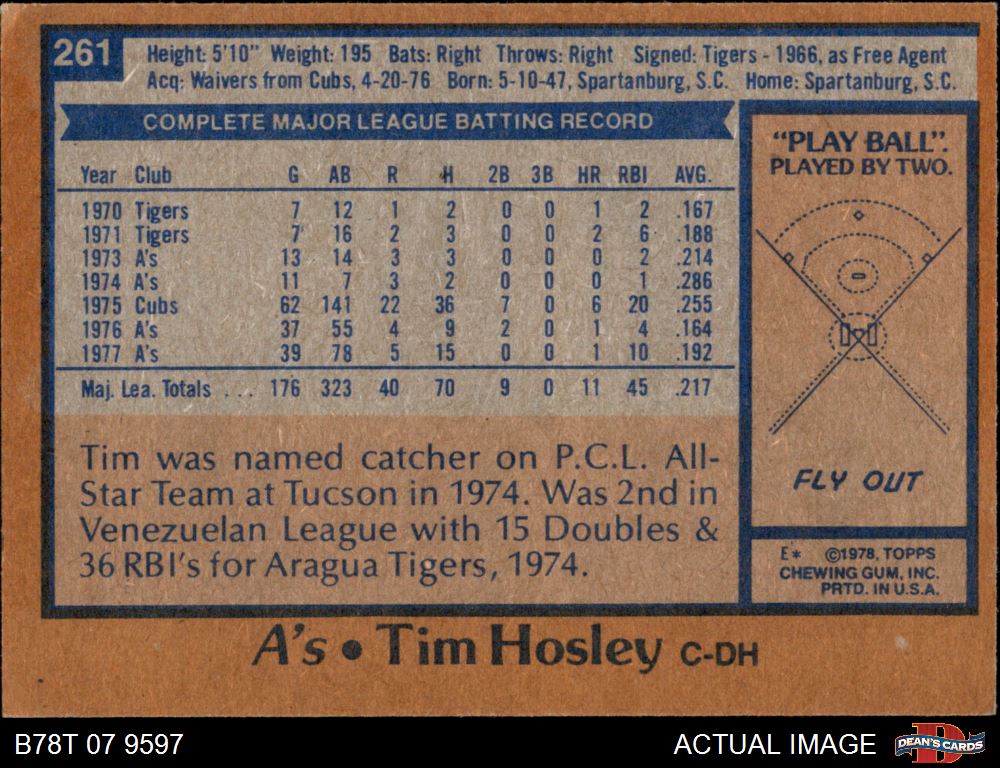 261
Height: 5'10" Weight: 195 Bats: Right Throws: Right Signed: Tigers - 1966, as Free Agent
Acq: Waivers from Cubs, 4-20-76 Born: 5-10-47, Spartanburg, S.C. Home: Spartanburg, S.C.
COMPLETE MAJOR LEAGUE BATTING RECORD
Year Club G AB R H 2B 3B HR RBI AVG.
1970 Tigers 7 12 1 2 0 0 1 2 .167
1971 Tigers 7 16 2 3 0 0 2 6 .188
1973 A's 13 14 3 3 0 0 0 2 .214
1974 A's 11 7 3 2 0 0 0 1 .286
1975 Cubs 62 141 22 36 7 0 6 20 .255
1976 A's 37 55 4 9 2 0 1 4 .164
1977 A's 39 78 5 15 0 0 1 10 .192
Maj. Lea. Totals . . . 176 323 40 70 9 0 11 45 .217
Tim was named catcher on P.C.L. All-
Star Team at Tucson in 1974. Was 2nd in
Venezuelan League with 15 Doubles &
36 RBI's for Aragua Tigers, 1974.
"PLAY BALL".
PLAYED BY TWO.
FLY OUT
E* ©1978, TOPPS
CHEWING GUM, INC.
PRTD. IN U.S.A.
A's • Tim Hosley C-DH
B78T 07 9597
ACTUAL IMAGE
D
DEAN'S CARDS